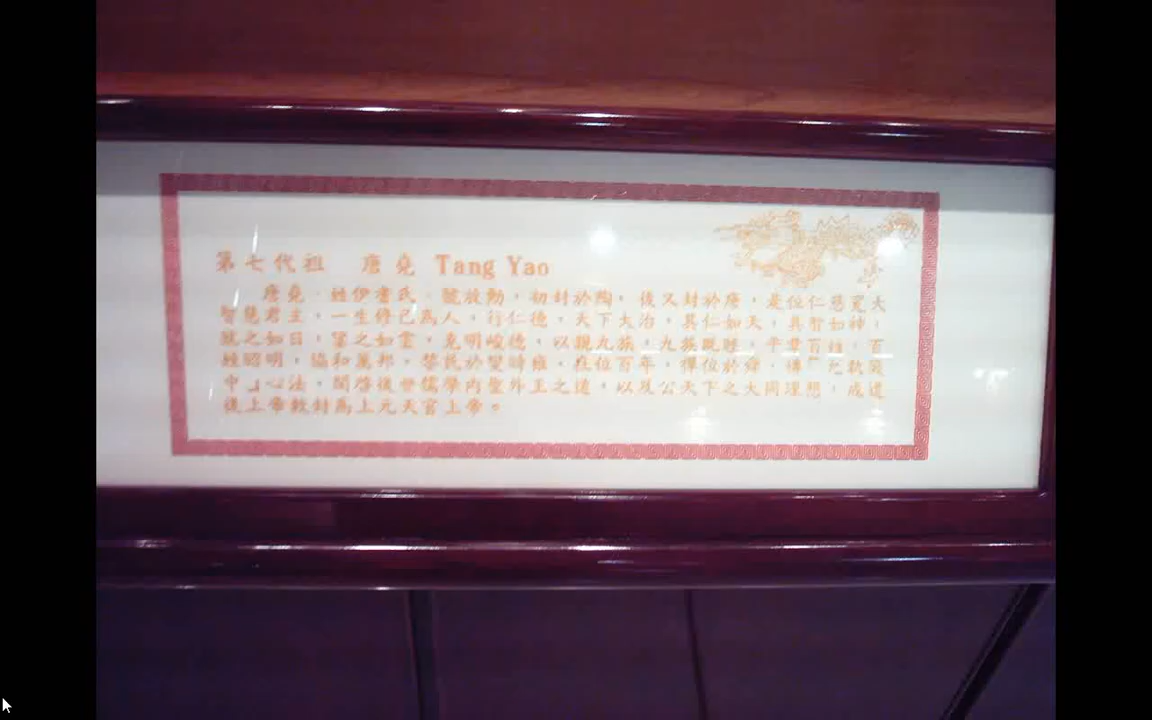 第七代祖 唐堯 Tang Yao
唐堯，姓伊耆氏，號放勳，初封於陶，後又封於唐，是位仁慈寬大
智慧君主，一生修己為人，行仁德，天下大治，其仁如天，其智如神，
就之如日，望之如雲，克明峻德，以親九族，九族既睦，平章百姓，百
姓昭明，協和萬邦，黎民於變時雍，在位百年，禪位於舜，傳「允執厥
中」心法，開啓後世儒學內聖外王之道，以及公天下之大同理想，成道
後上帝敕封為上元天官上帝。